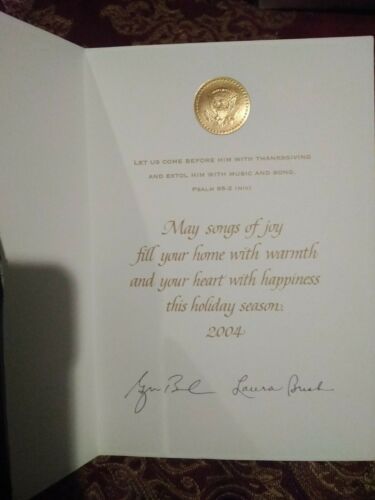 LET US COME BEFORE HIM WITH THANKSGIVING
AND EXTOL HIM WITH MUSIC AND SONG.
PSALM 95:2 (NIV)
May songs of joy
fill your home with warmth
and your heart with happiness
this holiday season.
2004
Laura Bush